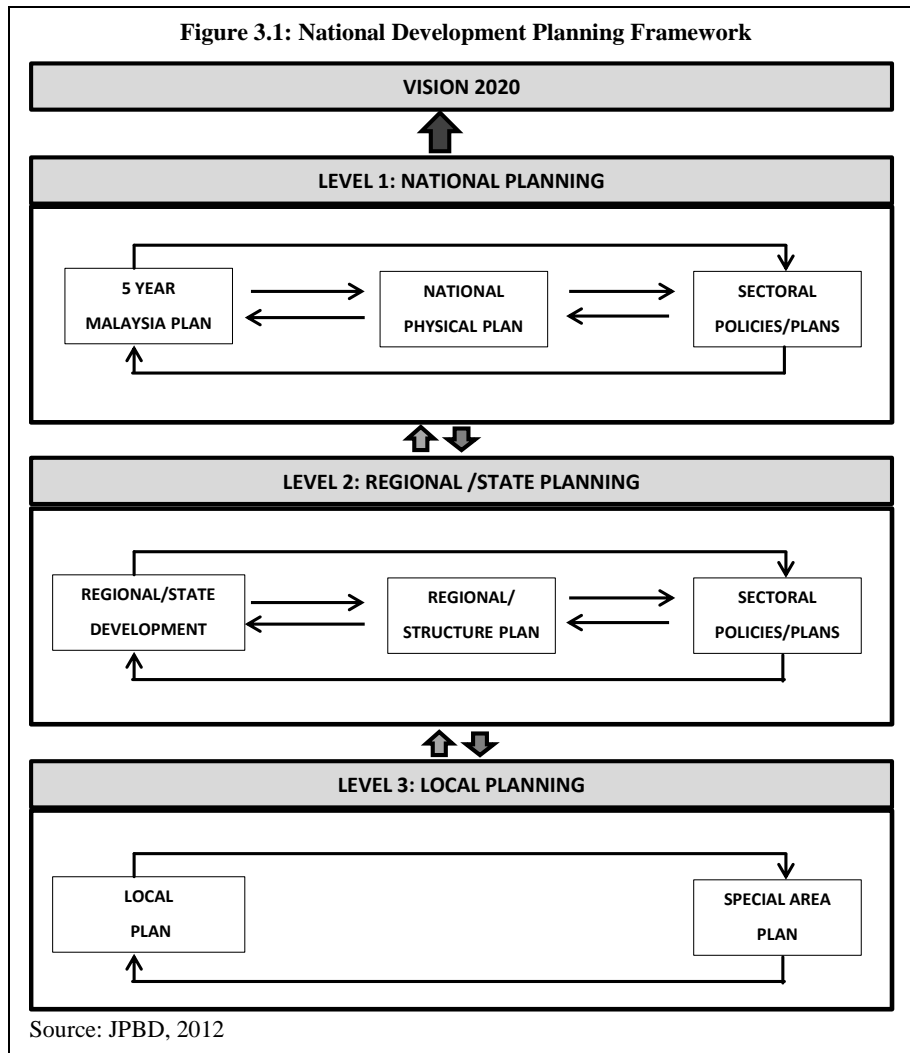 Figure 3.1: National Development Planning Framework
VISION 2020
LEVEL 1: NATIONAL PLANNING
5 YEAR
MALAYSIA PLAN
NATIONAL
PHYSICAL PLAN
SECTORAL
POLICIES/PLANS
LEVEL 2: REGIONAL /STATE PLANNING
REGIONAL/STATE
DEVELOPMENT
REGIONAL/
STRUCTURE PLAN
SECTORAL
POLICIES/PLANS
LEVEL 3: LOCAL PLANNING
LOCAL
PLAN
SPECIAL AREA
PLAN
Source: JPBD, 2012